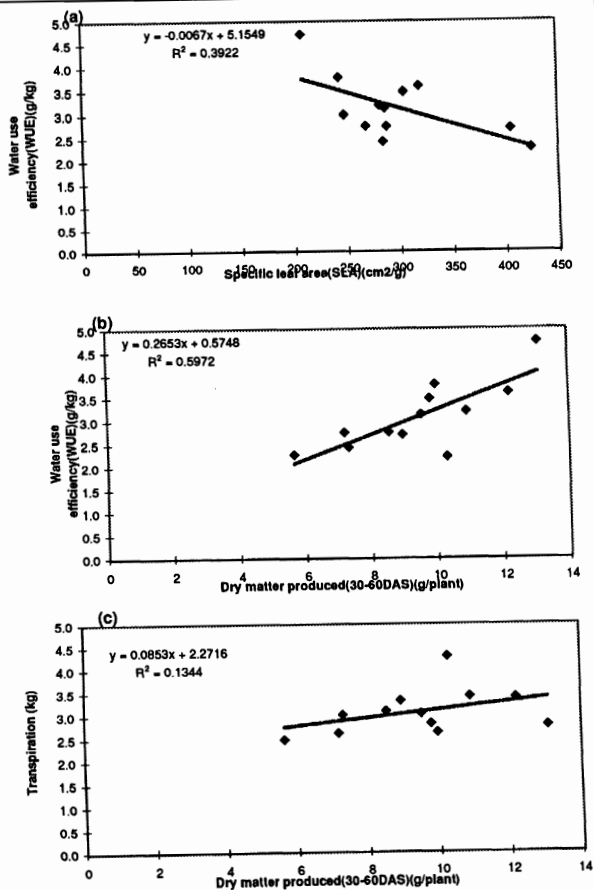 (a)
y = -0.0067x + 5.1549
R² = 0.3922
Water use
efficiency(WUE)(g/kg)
5.0
4.5
4.0
3.5
3.0
2.5
2.0
1.5
1.0
0.5
0.0
0 50 100 150 200 250 300 350 400 450
Specific leaf area(SLA)(cm2/g)
(b)
y = 0.2653x + 0.5748
R² = 0.5972
Water use
efficiency(WUE)(g/kg)
5.0
4.5
4.0
3.5
3.0
2.5
2.0
1.5
1.0
0.5
0.0
0 2 4 6 8 10 12 14
Dry matter produced(30-60DAS)(g/plant)
(c)
y = 0.0853x + 2.2716
R² = 0.1344
Transpiration (kg)
5.0
4.5
4.0
3.5
3.0
2.5
2.0
1.5
1.0
0.5
0.0
0 2 4 6 8 10 12 14
Dry matter produced(30-60DAS)(g/plant)